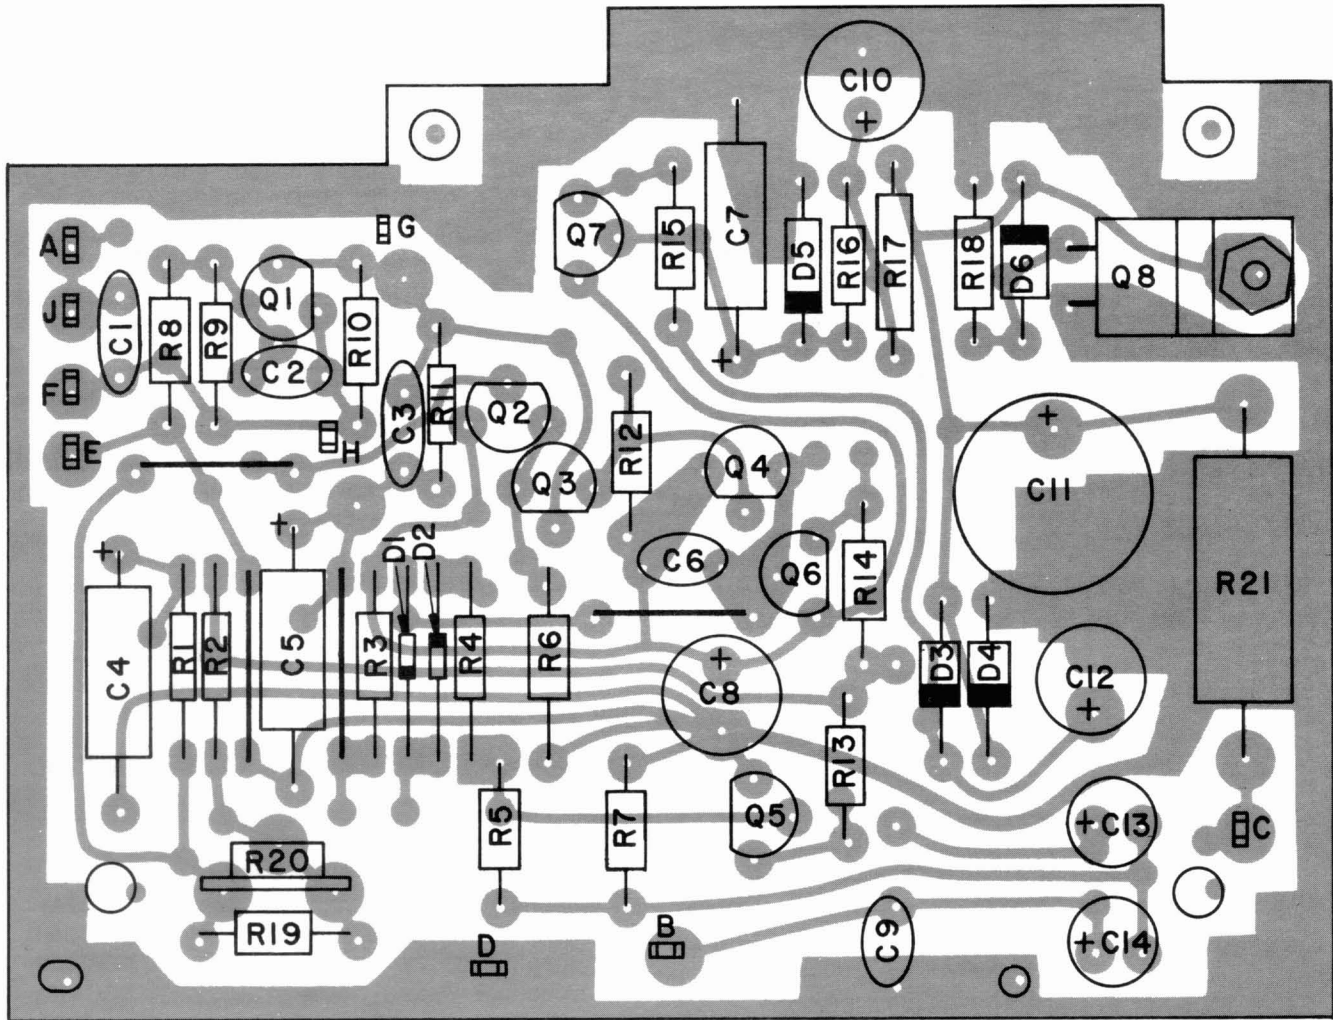 C10
+
A
G
Q7
R15
C7
D5
R16
R17
R18
D6
Q8
J
C1
R8
R9
Q1
R10
C2
+
F
C3
R11
Q2
R12
+
E
H
Q3
Q4
C11
+
+
D1
D2
C6
Q6
R14
R21
C4
R1
R2
C5
R3
R4
R6
+
C8
D3
D4
C12
+
R13
R5
R7
Q5
+C13
C
R20
R19
D
B
C9
+C14